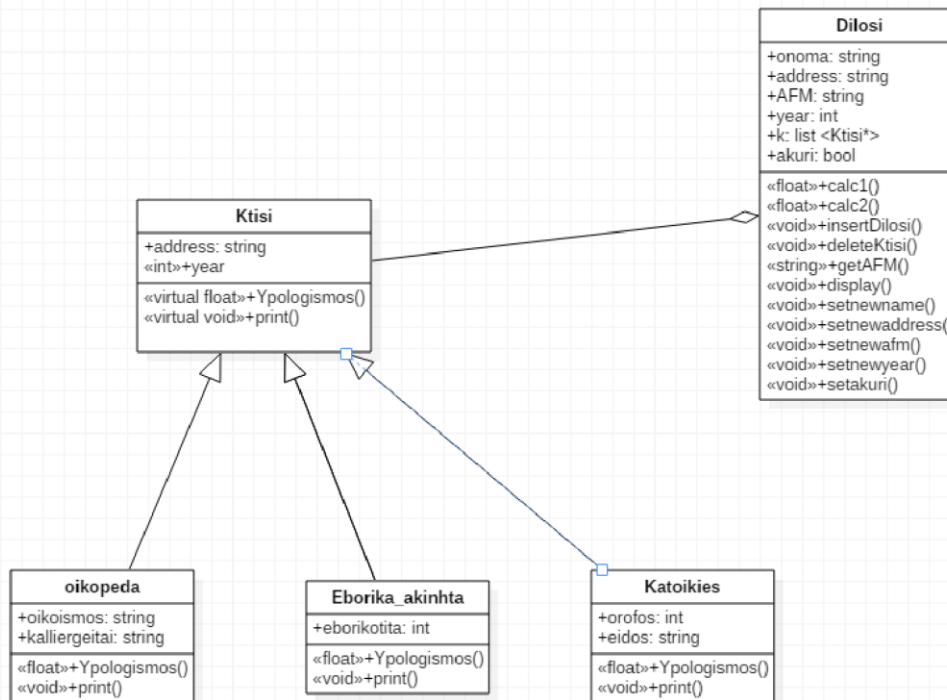 Dilosi
+onoma: string
+address: string
+AFM: string
+year: int
+k: list <Ktisi*>
+akuri: bool
«float»+calc1()
«float»+calc2()
«void»+insertDilosi()
«void»+deleteKtisi()
«string»+getAFM()
«void»+display()
«void»+setnewname()
«void»+setnewaddress(
«void»+setnewafm()
«void»+setnewyear()
«void»+setakuri()
Ktisi
+address: string
«int»+year
«virtual float»+Ypologismos()
«virtual void»+print()
oikopeda
+oikoismos: string
+kalliergeitai: string
«float»+Ypologismos()
«void»+print()
Eborika_akinhta
+eborikotita: int
«float»+Ypologismos()
«void»+print()
Katoikies
+orofos: int
+eidos: string
«float»+Ypologismos()
«void»+print()